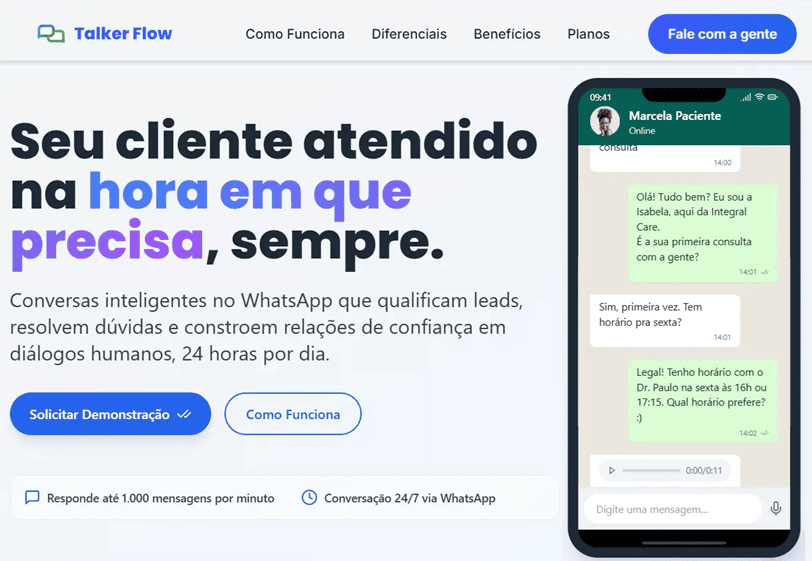 Talker Flow
Como Funciona
Diferenciais
Benefícios
Planos
Fale com a gente
Seu cliente atendido
na hora em que
precisa, sempre.
Conversas inteligentes no WhatsApp que qualificam leads,
resolvem dúvidas e constroem relações de confiança em
diálogos humanos, 24 horas por dia.
Solicitar Demonstração
Como Funciona
Responde até 1.000 mensagens por minuto
Conversação 24/7 via WhatsApp
09:41
Marcela Paciente
Online
consulta
14:00
Olá! Tudo bem? Eu sou a
Isabela, aqui da Integral
Care.
É a sua primeira consulta
com a gente?
14:01
Sim, primeira vez. Tem
horário pra sexta?
14:01
Legal! Tenho horário com o
Dr. Paulo na sexta às 16h ou
17:15. Qual horário prefere?
:)
14:02
0:00/0:11
Digite uma mensagem...